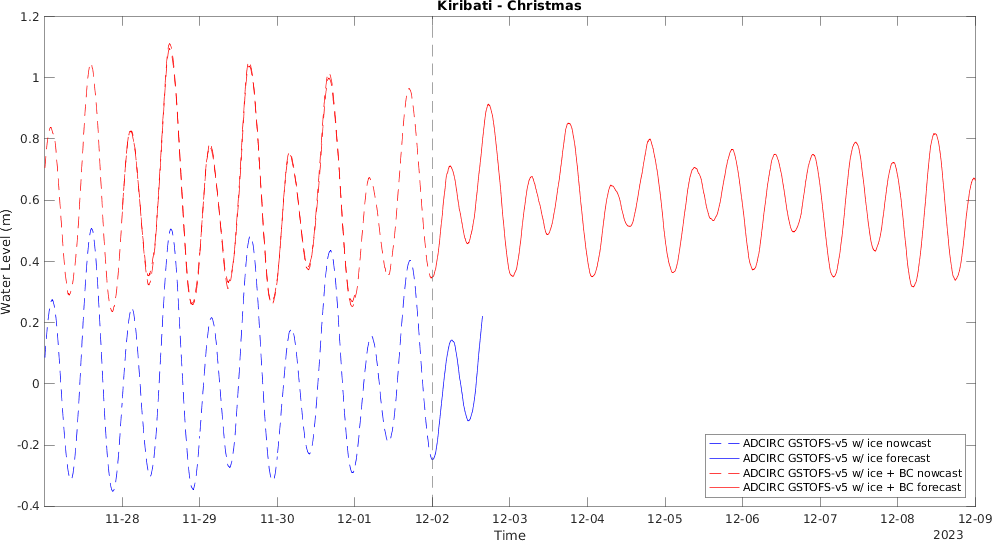 Kiribati - Christmas
1.2
1
0.8
0.6
0.4
0.2
0
-0.2
-0.4
Water Level (m)
ADCIRC GSTOFS-v5 w/ ice nowcast
ADCIRC GSTOFS-v5 w/ ice forecast
ADCIRC GSTOFS-v5 w/ ice + BC nowcast
ADCIRC GSTOFS-v5 w/ ice + BC forecast
11-28 11-29 11-30 12-01 12-02 12-03 12-04 12-05 12-06 12-07 12-08 12-09
Time
2023